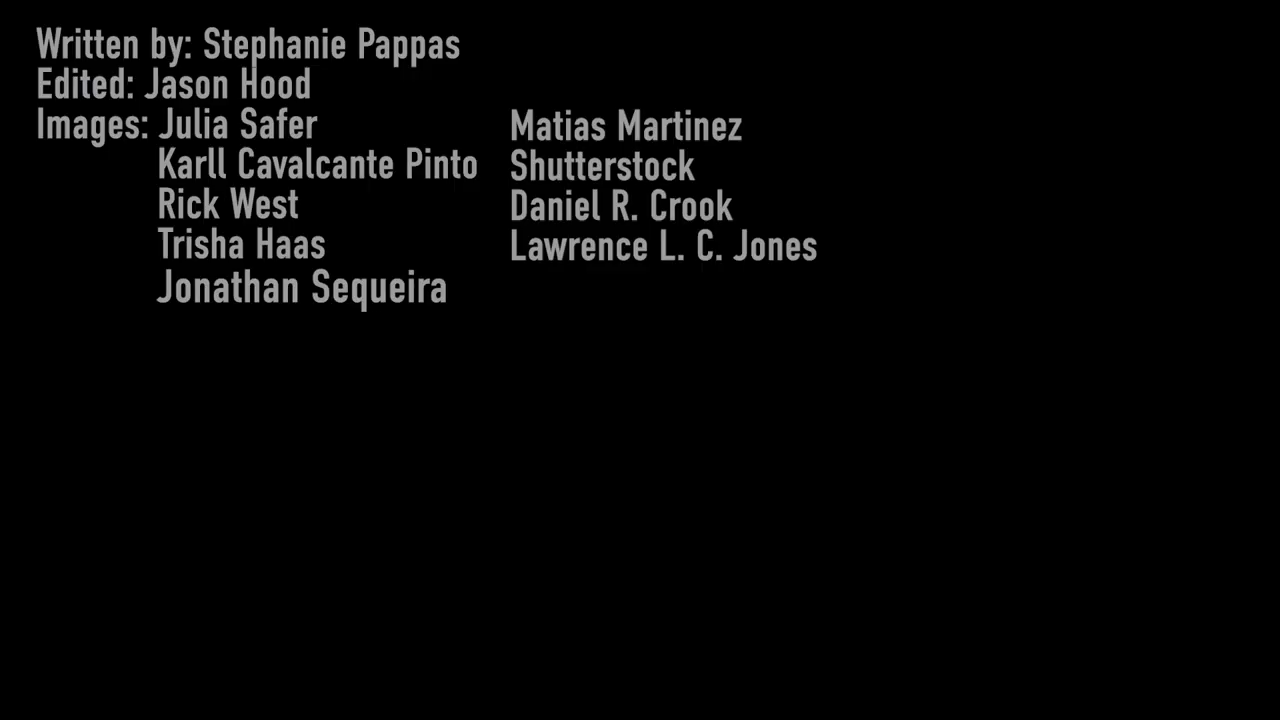 Written by: Stephanie Pappas
Edited: Jason Hood
Images: Julia Safer
Karll Cavalcante Pinto
Rick West
Trisha Haas
Jonathan Sequeira
Matias Martinez
Shutterstock
Daniel R. Crook
Lawrence L. C. Jones